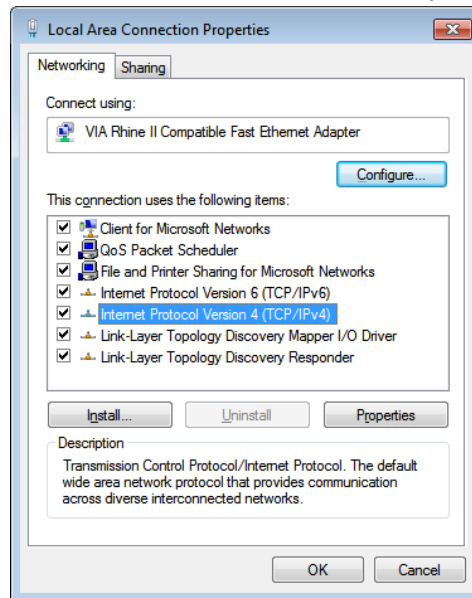 Local Area Connection Properties
Networking Sharing
Connect using:
VIA Rhine II Compatible Fast Ethernet Adapter
Configure...
This connection uses the following items:
Client for Microsoft Networks
QoS Packet Scheduler
File and Printer Sharing for Microsoft Networks
Internet Protocol Version 6 (TCP/IPv6)
Internet Protocol Version 4 (TCP/IPv4)
Link-Layer Topology Discovery Mapper I/O Driver
Link-Layer Topology Discovery Responder
Install... Uninstall Properties
Description
Transmission Control Protocol/Internet Protocol. The default
wide area network protocol that provides communication
across diverse interconnected networks.
OK Cancel